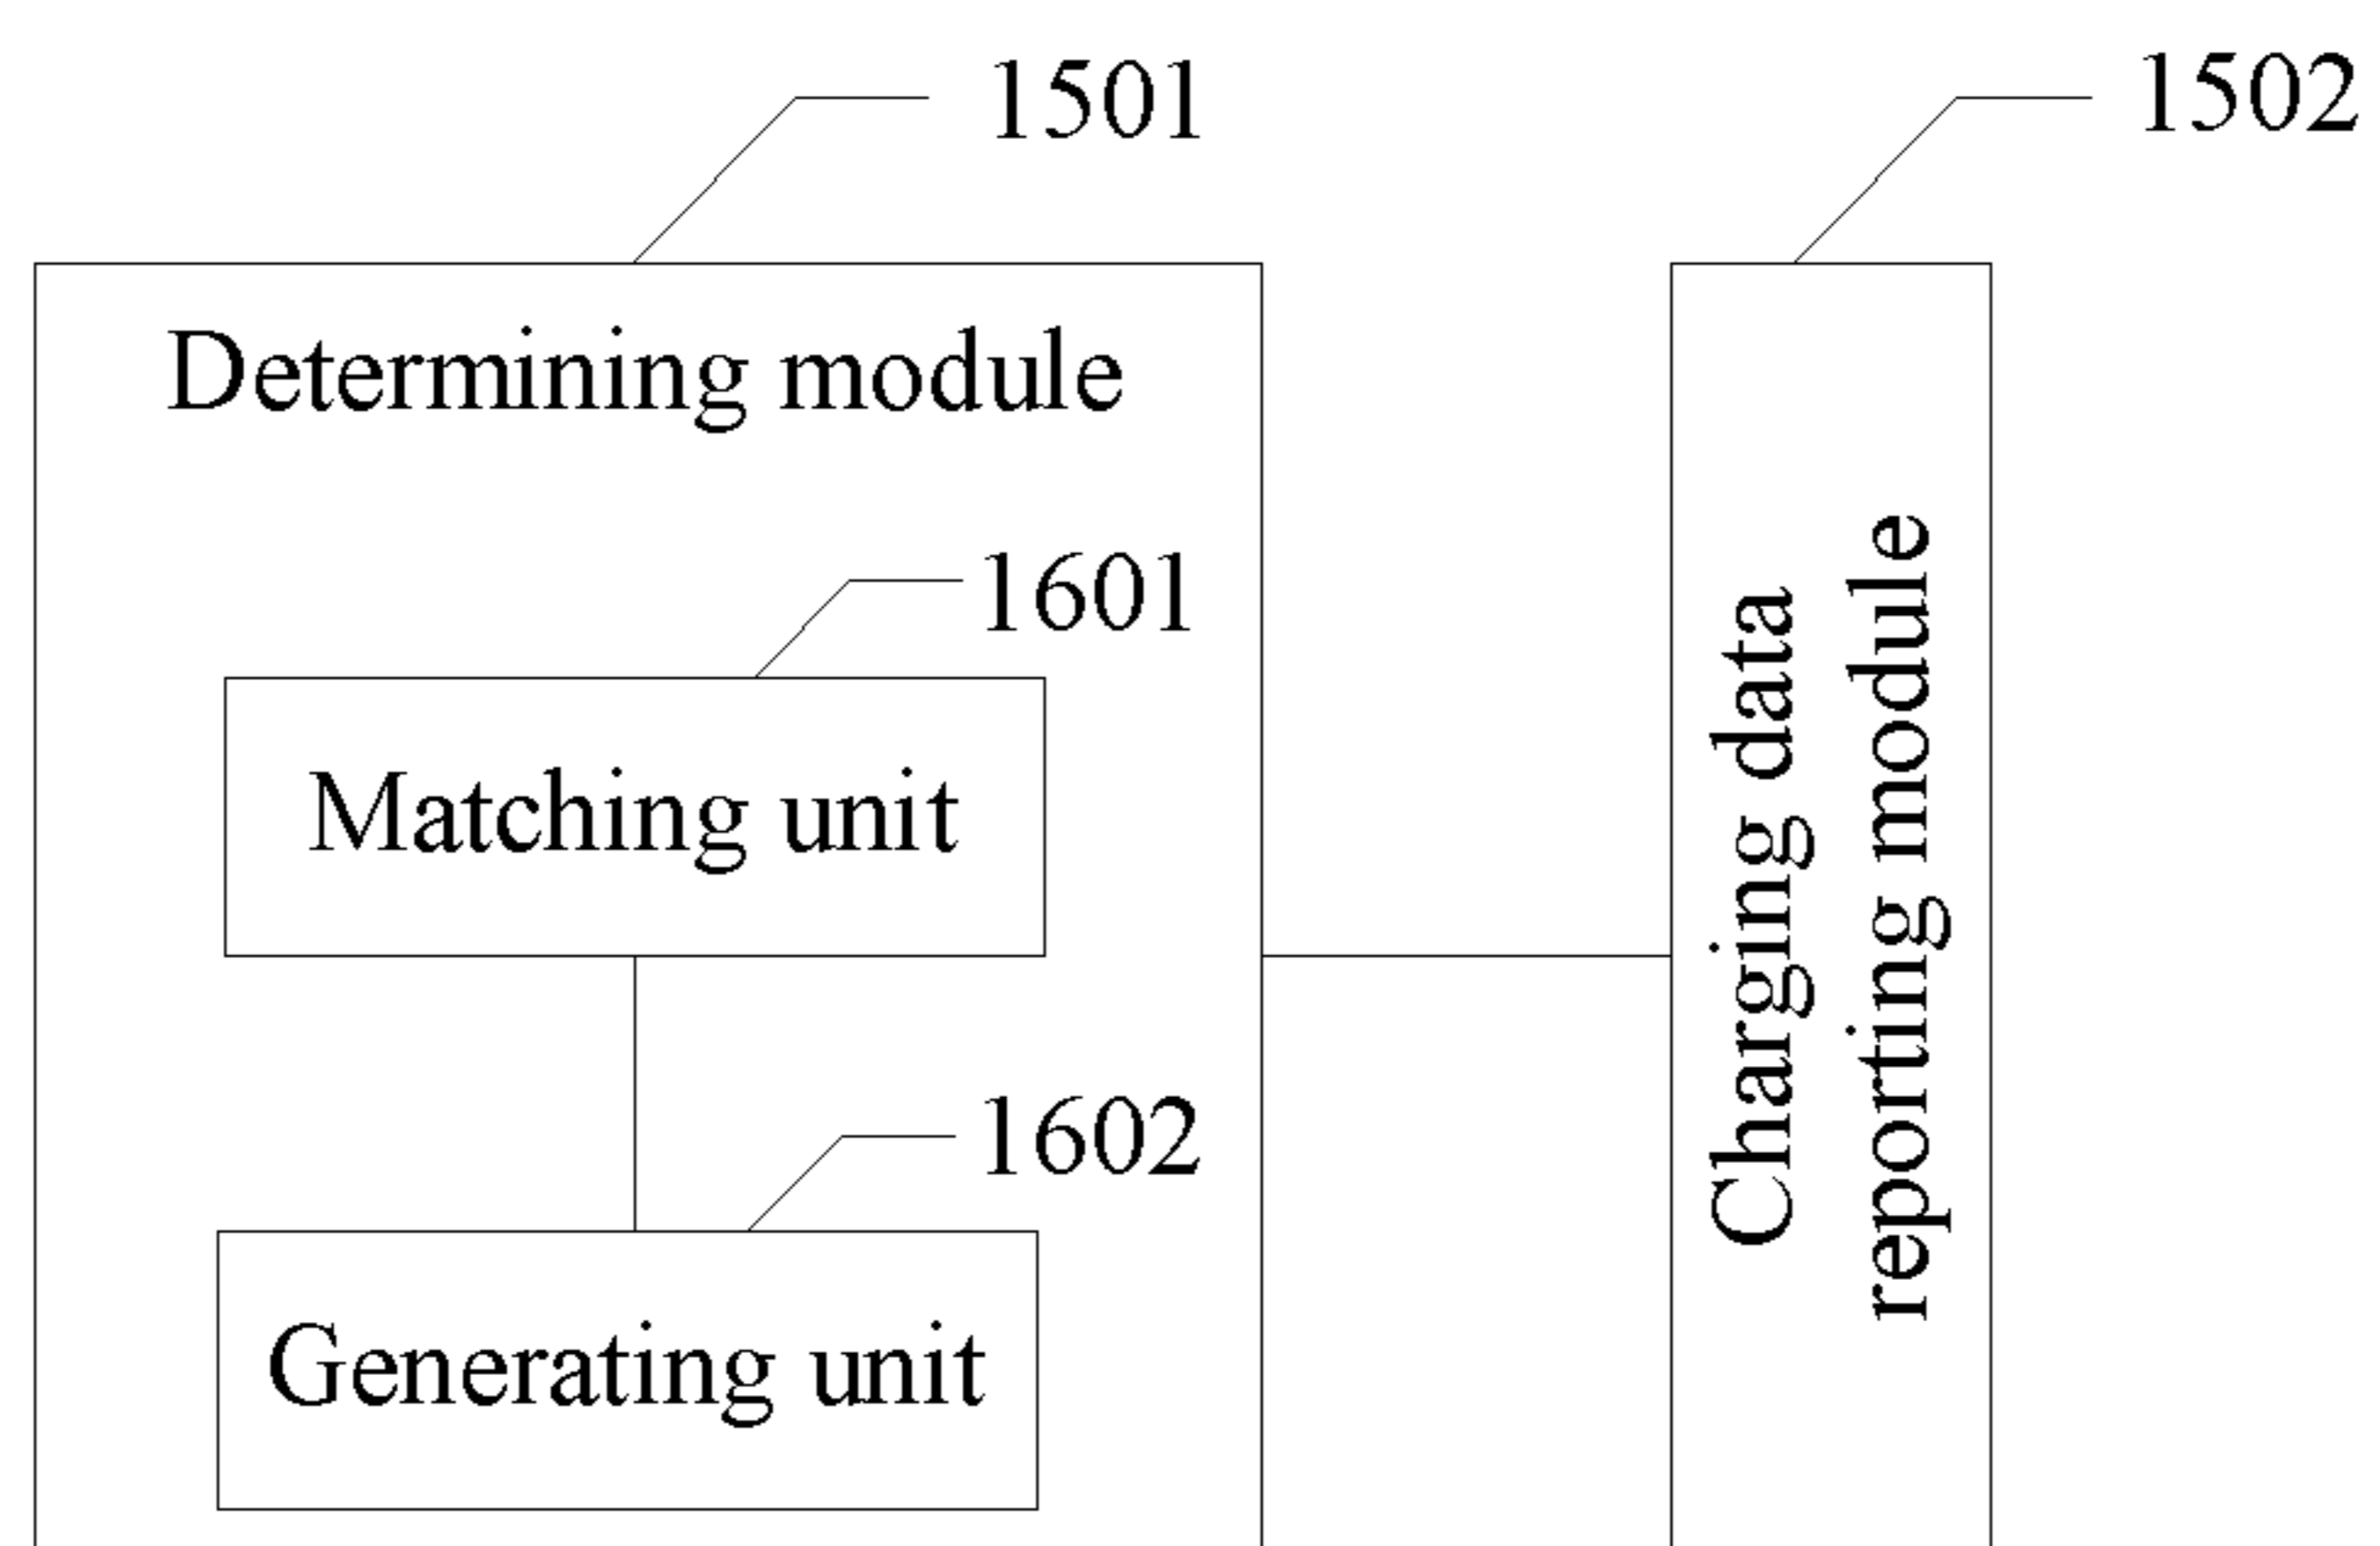 1501
1502
Determining module
1601
Matching unit
1602
Generating unit
Charging data
reporting module